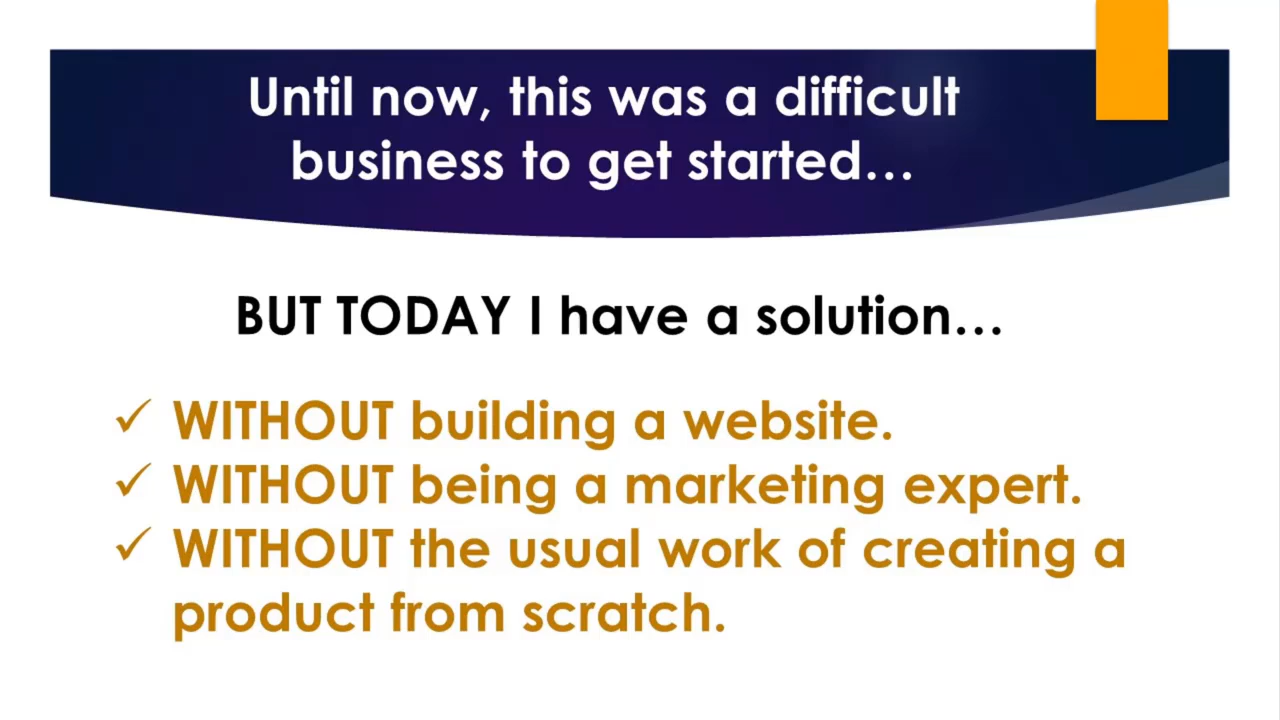 Until now, this was a difficult
business to get started…
BUT TODAY I have a solution…
✓ WITHOUT building a website.
✓ WITHOUT being a marketing expert.
✓ WITHOUT the usual work of creating a
product from scratch.